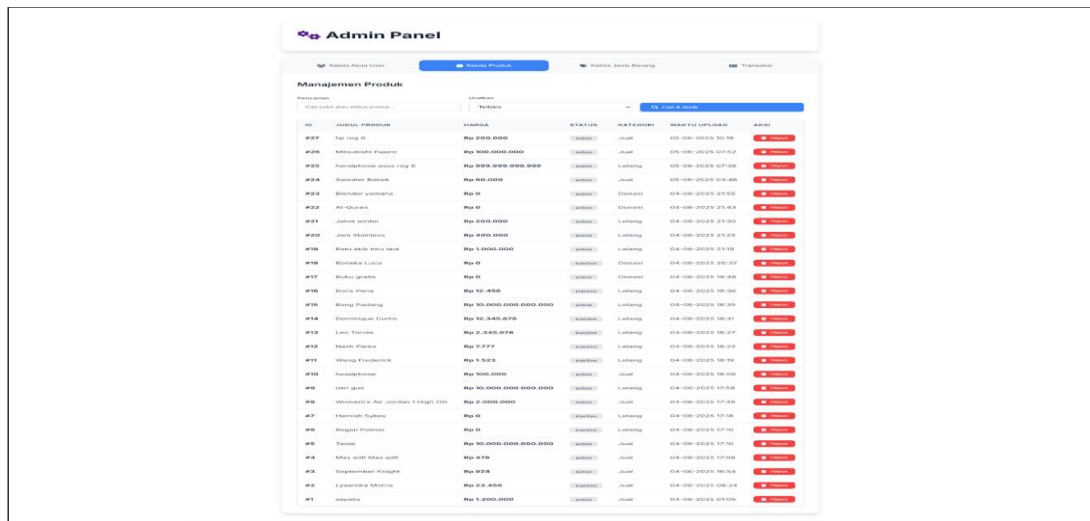 Admin Panel
Kelola Akun User
Kelola Produk
Kelola Jenis Barang
Transaksi
Manajemen Produk
Pencarian
Urutkan
Cari judul atau status produk...
Terbaru
Cari & Sortir
ID JUDUL PRODUK HARGA STATUS KATEGORI WAKTU UPLOAD AKSI
#27 hp rog 9 Rp 200.000 active Jual 05-06-2025 10:18 Hapus
#26 Mitsubishi Pajero Rp 100.000.000 active Jual 05-06-2025 07:52 Hapus
#25 handphone asus rog 9 Rp 999.999.999.999 active Lelang 05-06-2025 07:38 Hapus
#24 Sweater Bebek Rp 80.000 active Jual 05-06-2025 03:46 Hapus
#23 Blender yamaha Rp 0 active Donasi 04-06-2025 21:55 Hapus
#22 Al-Quran Rp 0 active Donasi 04-06-2025 21:43 Hapus
#21 Jaket winter Rp 200.000 active Lelang 04-06-2025 21:30 Hapus
#20 Jam Stainless Rp 400.000 active Lelang 04-06-2025 21:25 Hapus
#19 Batu akik biru laut Rp 1.000.000 active Lelang 04-06-2025 21:19 Hapus
#18 Boneka Lucu Rp 0 inactive Donasi 04-06-2025 20:37 Hapus
#17 Buku gratis Rp 0 active Donasi 04-06-2025 18:48 Hapus
#16 Boris Pena Rp 12.456 inactive Lelang 04-06-2025 18:36 Hapus
#15 Bang Padang Rp 10.000.000.000.000 active Lelang 04-06-2025 18:35 Hapus
#14 Dominique Curtis Rp 12.345.678 inactive Lelang 04-06-2025 18:31 Hapus
#13 Leo Torres Rp 2.345.678 inactive Lelang 04-06-2025 18:27 Hapus
#12 Nash Parks Rp 7.777 inactive Lelang 04-06-2025 18:23 Hapus
#11 Wang Frederick Rp 1.523 inactive Lelang 04-06-2025 18:19 Hapus
#10 headphone Rp 100.000 active Jual 04-06-2025 18:06 Hapus
#9 istri gue Rp 10.000.000.000.000 active Lelang 04-06-2025 17:58 Hapus
#8 Women's Air Jordan 1 High OG Rp 2.000.000 active Jual 04-06-2025 17:45 Hapus
#7 Hamish Sykes Rp 0 inactive Lelang 04-06-2025 17:18 Hapus
#6 Regan Palmer Rp 0 inactive Lelang 04-06-2025 17:10 Hapus
#5 Rp 10.000.000.000.000 active Jual 04-06-2025 17:10 Hapus
#4 Mas adit Mas adit Rp 476 active Jual 04-06-2025 17:09 Hapus
#3 September Knight Rp 928 active Jual 04-06-2025 16:54 Hapus
#2 Lysandra Morris Rp 23.456 inactive Jual 04-06-2025 08:24 Hapus
#1 sepatu Rp 1.200.000 active Jual 04-06-2025 01:05 Hapus